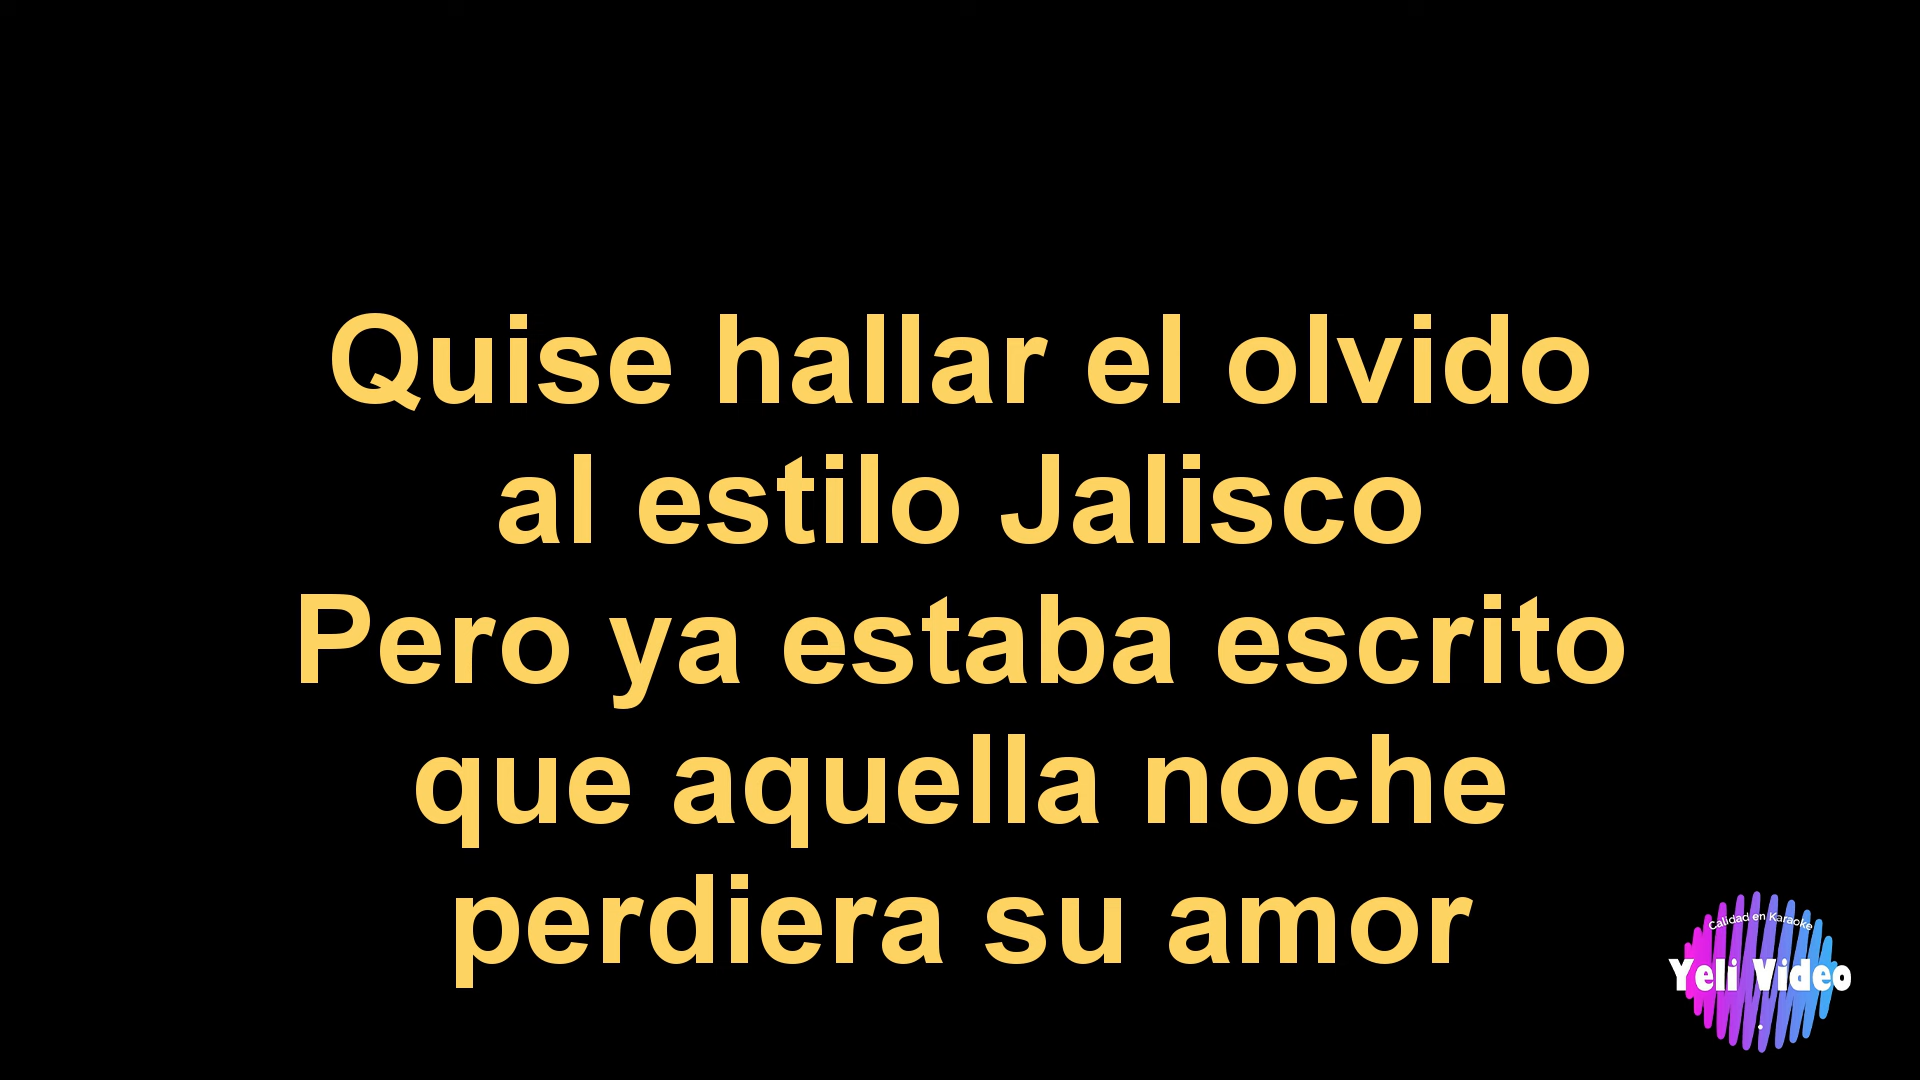 Quise hallar el olvido
al estilo Jalisco
Pero ya estaba escrito
que aquella noche
perdiera su amor
Calidad en Karaoke
Yeli Video